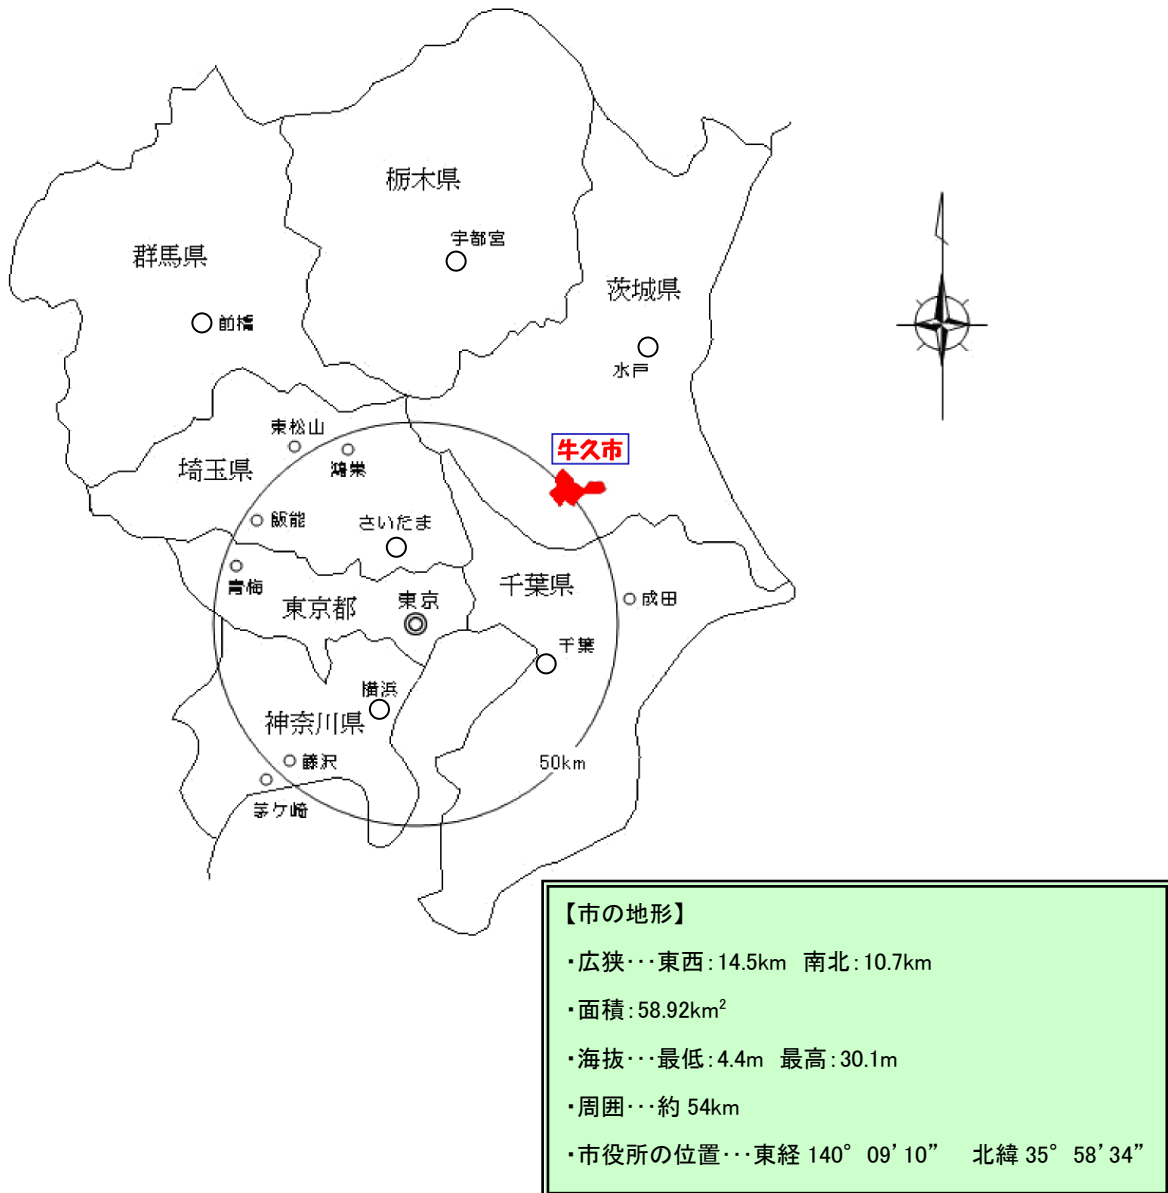 栃木県
宇都宮
群馬県
茨城県
前橋
水戸
東松山
牛久市
埼玉県
鴻巣
飯能
さいたま
青梅
千葉県
東京都
東京
成田
千葉
横浜
神奈川県
藤沢
50km
茅ケ崎
【市の地形】
・広狭…東西：14.5km 南北：10.7km
・面積：58.92km²
・海抜…最低：4.4m 最高：30.1m
・周囲…約 54km
・市役所の位置…東経 140° 09’10” 北緯 35° 58’34”